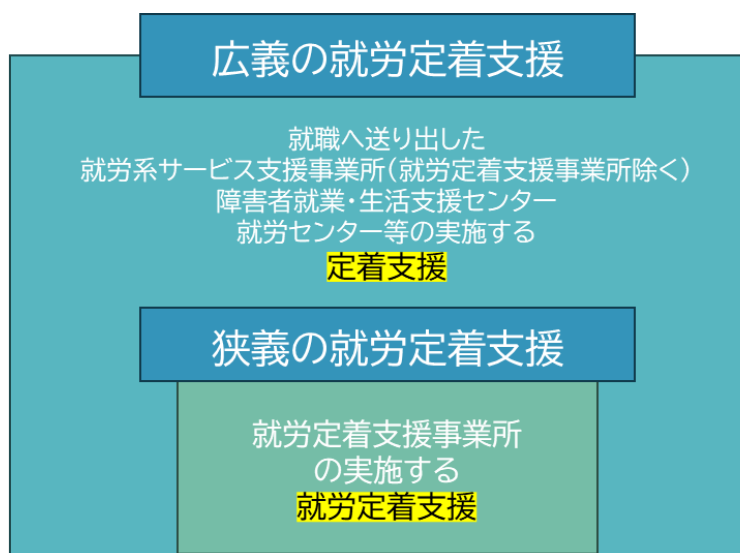 広義の就労定着支援
就職へ送り出した
就労系サービス支援事業所(就労定着支援事業所除く)
障害者就業・生活支援センター
就労センター等の実施する
定着支援
狭義の就労定着支援
就労定着支援事業所
の実施する
就労定着支援